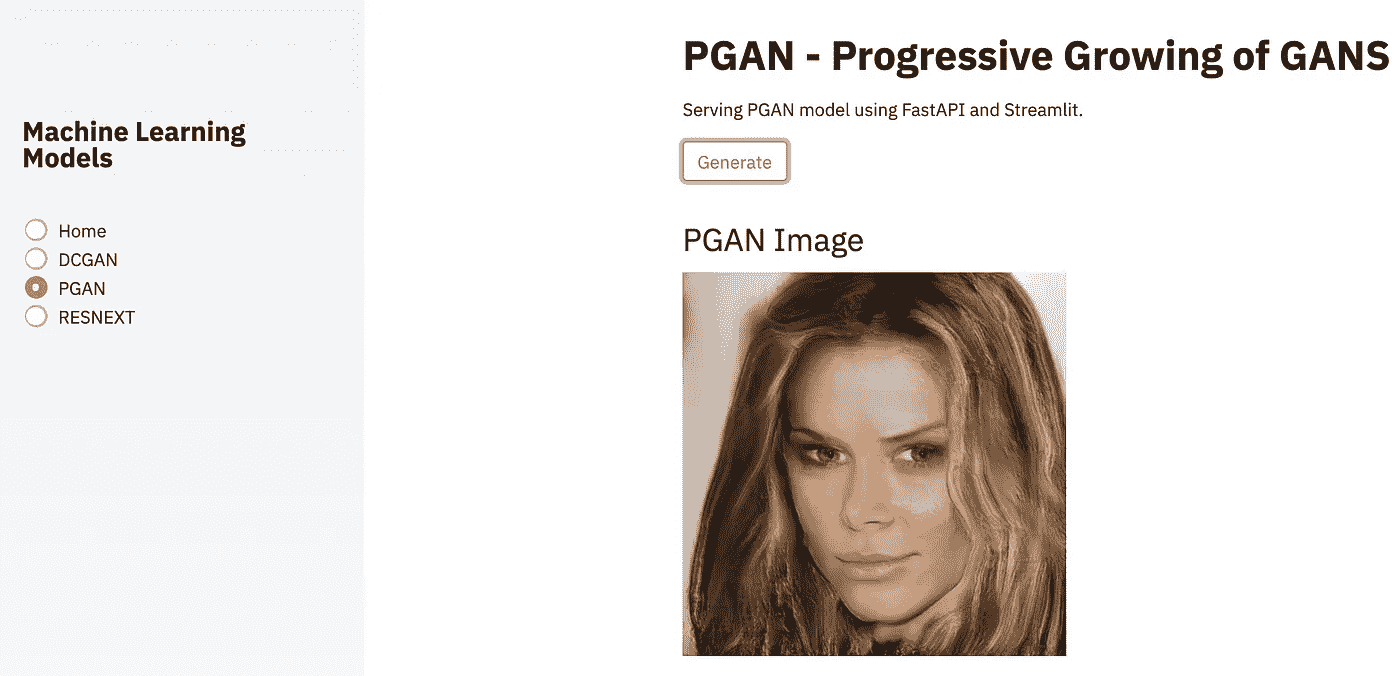 Machine Learning
Models
Home
DCGAN
PGAN
RESNEXT
PGAN - Progressive Growing of GANS
Serving PGAN model using FastAPI and Streamlit.
Generate
PGAN Image